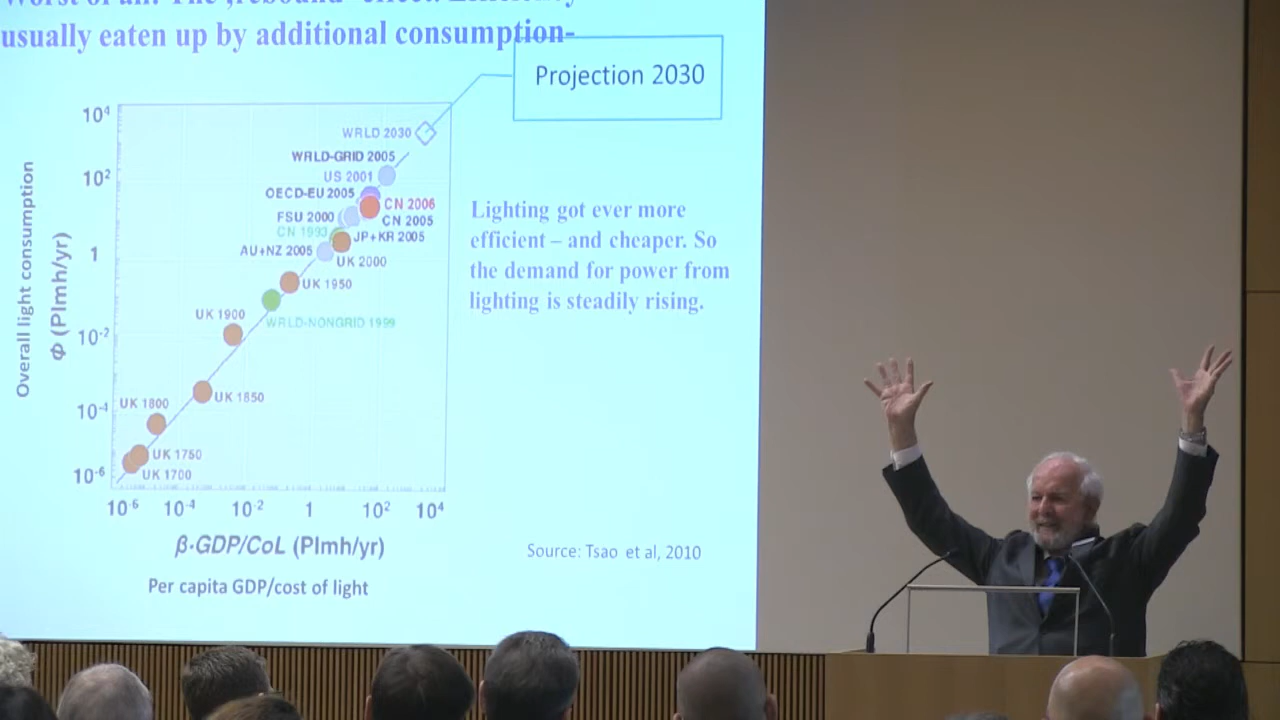 usually eaten up by additional consumption-
Projection 2030
Overall light consumption
Φ (Plmh/yr)
10⁴
10²
1
10⁻²
10⁻⁴
10⁻⁶
WRLD 2030
WRLD-GRID 2005
US 2001
OECD-EU 2005
CN 2006
FSU 2000
CN 2005
CN 1993
JP+KR 2005
AU+NZ 2005
UK 2000
UK 1950
UK 1900
WRLD-NONGRID 1999
UK 1850
UK 1800
UK 1750
UK 1700
10⁻⁶ 10⁻⁴ 10⁻² 1 10² 10⁴
β·GDP/CoL (Plmh/yr)
Per capita GDP/cost of light
Lighting got ever more
efficient – and cheaper. So
the demand for power from
lighting is steadily rising.
Source: Tsao et al, 2010